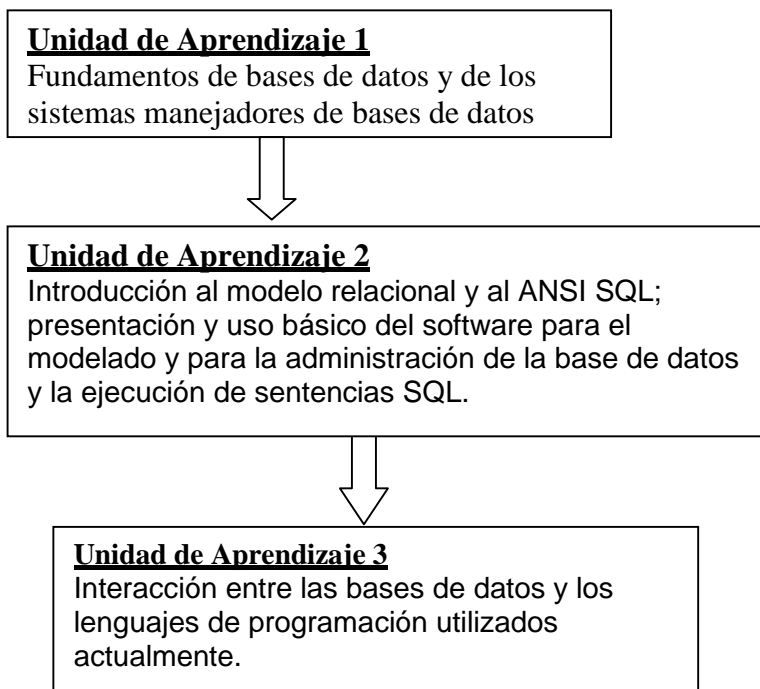 Unidad de Aprendizaje 1
Fundamentos de bases de datos y de los
sistemas manejadores de bases de datos
Unidad de Aprendizaje 2
Introducción al modelo relacional y al ANSI SQL;
presentación y uso básico del software para el
modelado y para la administración de la base de datos
y la ejecución de sentencias SQL.
Unidad de Aprendizaje 3
Interacción entre las bases de datos y los
lenguajes de programación utilizados
actualmente.